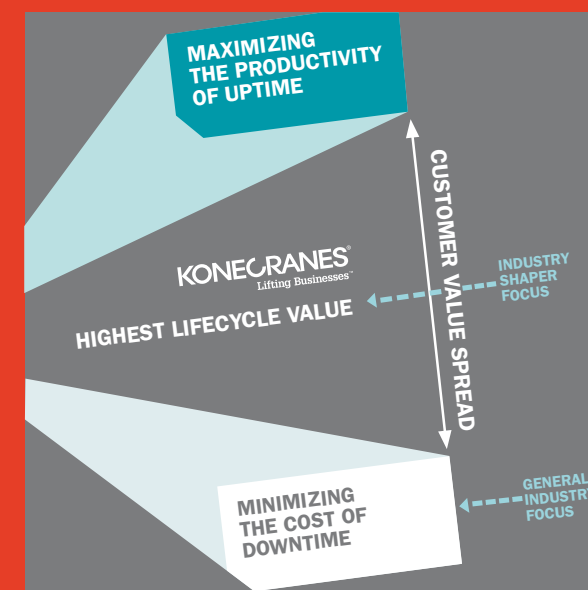 MAXIMIZING
THE PRODUCTIVITY
OF UPTIME
CUSTOMER VALUE SPREAD
KONECRANES®
Lifting Businesses™
HIGHEST LIFECYCLE VALUE
INDUSTRY
SHAPER
FOCUS
MINIMIZING
THE COST OF
DOWNTIME
GENERAL
INDUSTRY
FOCUS